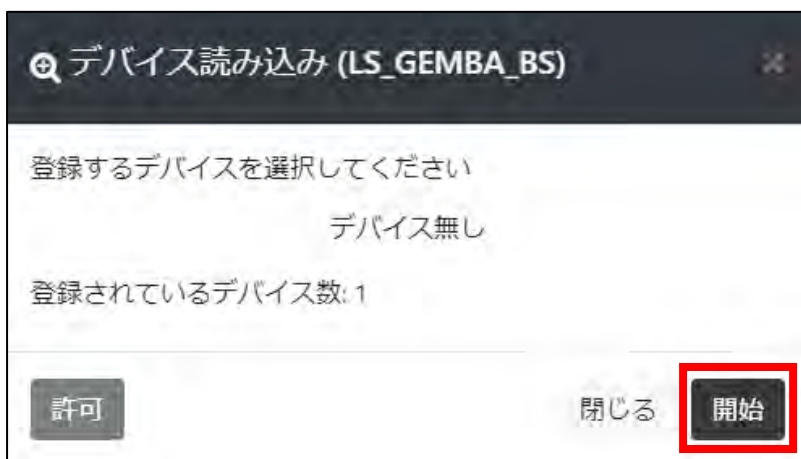 デバイス読み込み (LS_GEMBA_BS)
登録するデバイスを選択してください
デバイス無し
登録されているデバイス数: 1
許可 閉じる 開始